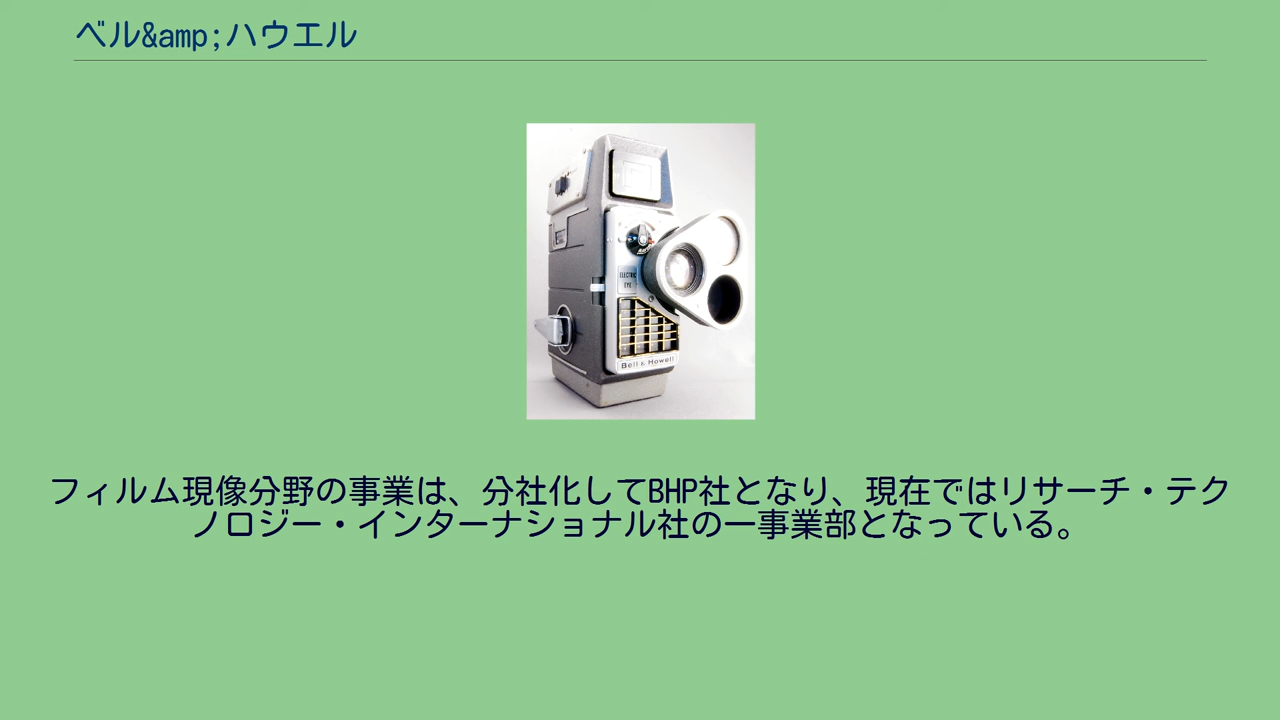 ベル&amp;ハウエル
ELECTRIC
EYE
Bell & Howell
フィルム現像分野の事業は、分社化してBHP社となり、現在ではリサーチ・テク
ノロジー・インターナショナル社の一事業部となっている。